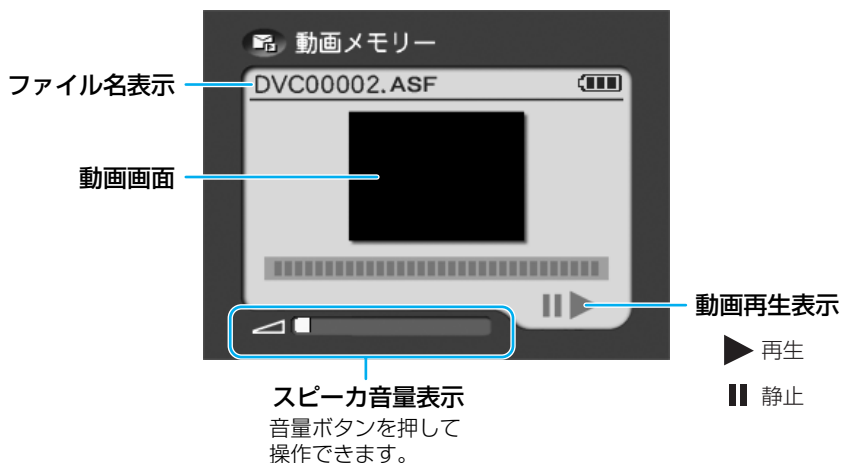 動画メモリー
ファイル名表示
DVC00002.ASF
動画画面
動画再生表示
再生
静止
スピーカ音量表示
音量ボタンを押して
操作できます。